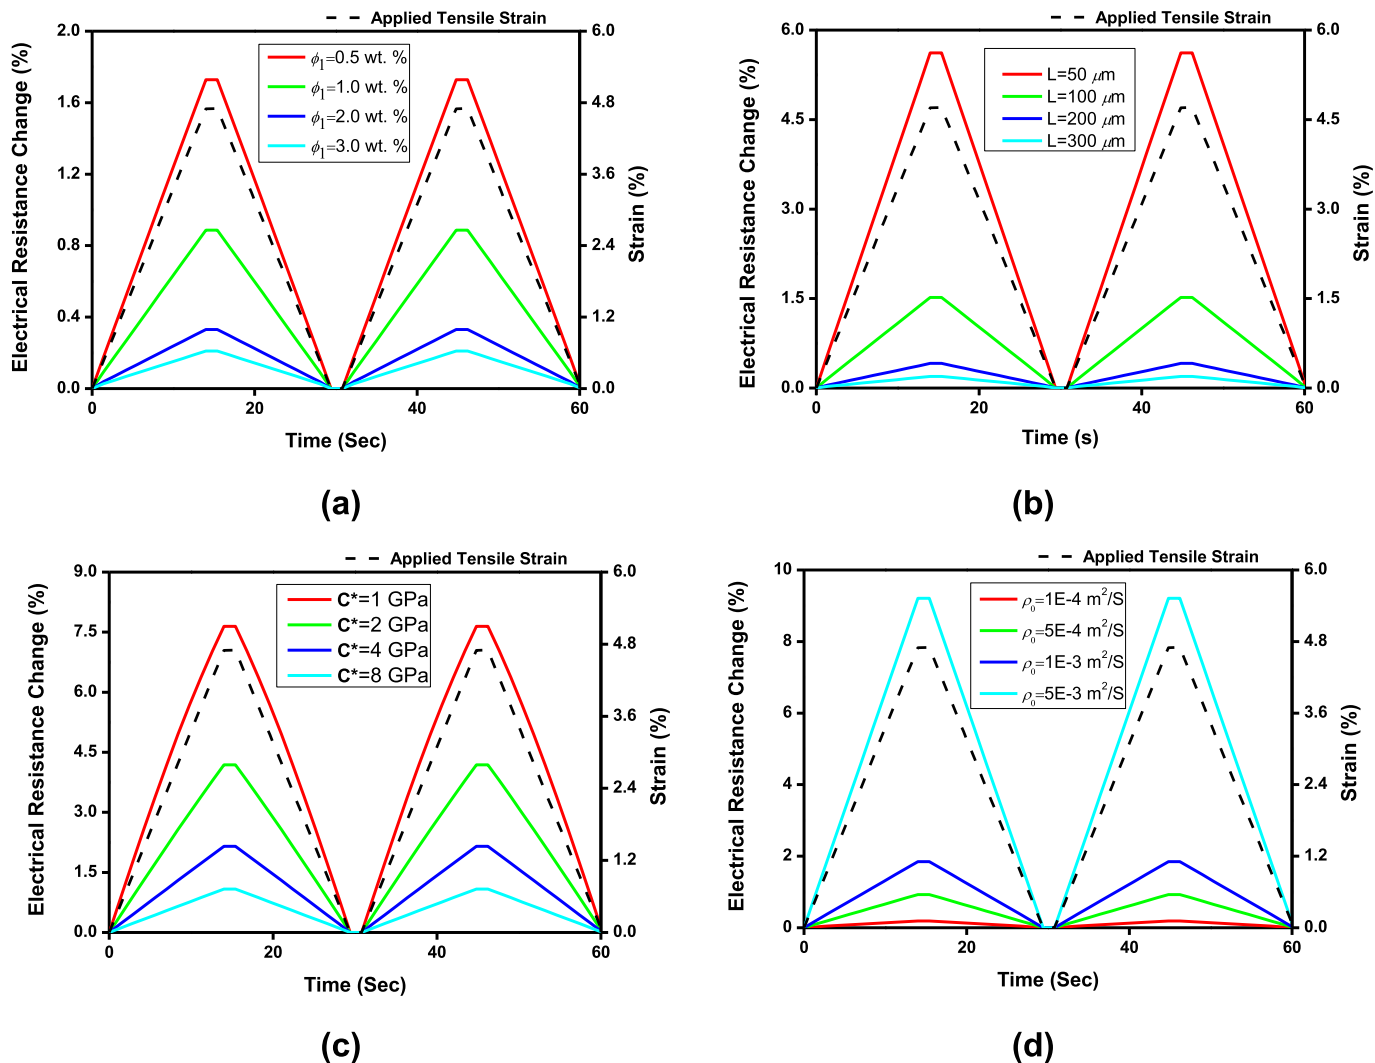 Applied Tensile Strain
2.0
1.6
1.2
0.8
0.4
0.0
Electrical Resistance Change (%)
ϕ₁=0.5 wt. %
ϕ₁=1.0 wt. %
ϕ₁=2.0 wt. %
ϕ₁=3.0 wt. %
6.0
4.8
3.6
2.4
1.2
0.0
Strain (%)
0 20 40 60
Time (Sec)
(a)
Applied Tensile Strain
6.0
4.5
3.0
1.5
0.0
Electrical Resistance Change (%)
L=50 μm
L=100 μm
L=200 μm
L=300 μm
6.0
4.5
3.0
1.5
0.0
Strain (%)
0 20 40 60
Time (s)
(b)
Applied Tensile Strain
9.0
7.5
6.0
4.5
3.0
1.5
0.0
Electrical Resistance Change (%)
C*=1 GPa
C*=2 GPa
C*=4 GPa
C*=8 GPa
6.0
4.8
3.6
2.4
1.2
0.0
Strain (%)
0 20 40 60
Time (Sec)
(c)
Applied Tensile Strain
10
8
6
4
2
0
Electrical Resistance Change (%)
ρ₀=1E-4 m²/S
ρ₀=5E-4 m²/S
ρ₀=1E-3 m²/S
ρ₀=5E-3 m²/S
6.0
4.8
3.6
2.4
1.2
0.0
Strain (%)
0 20 40 60
Time (Sec)
(d)